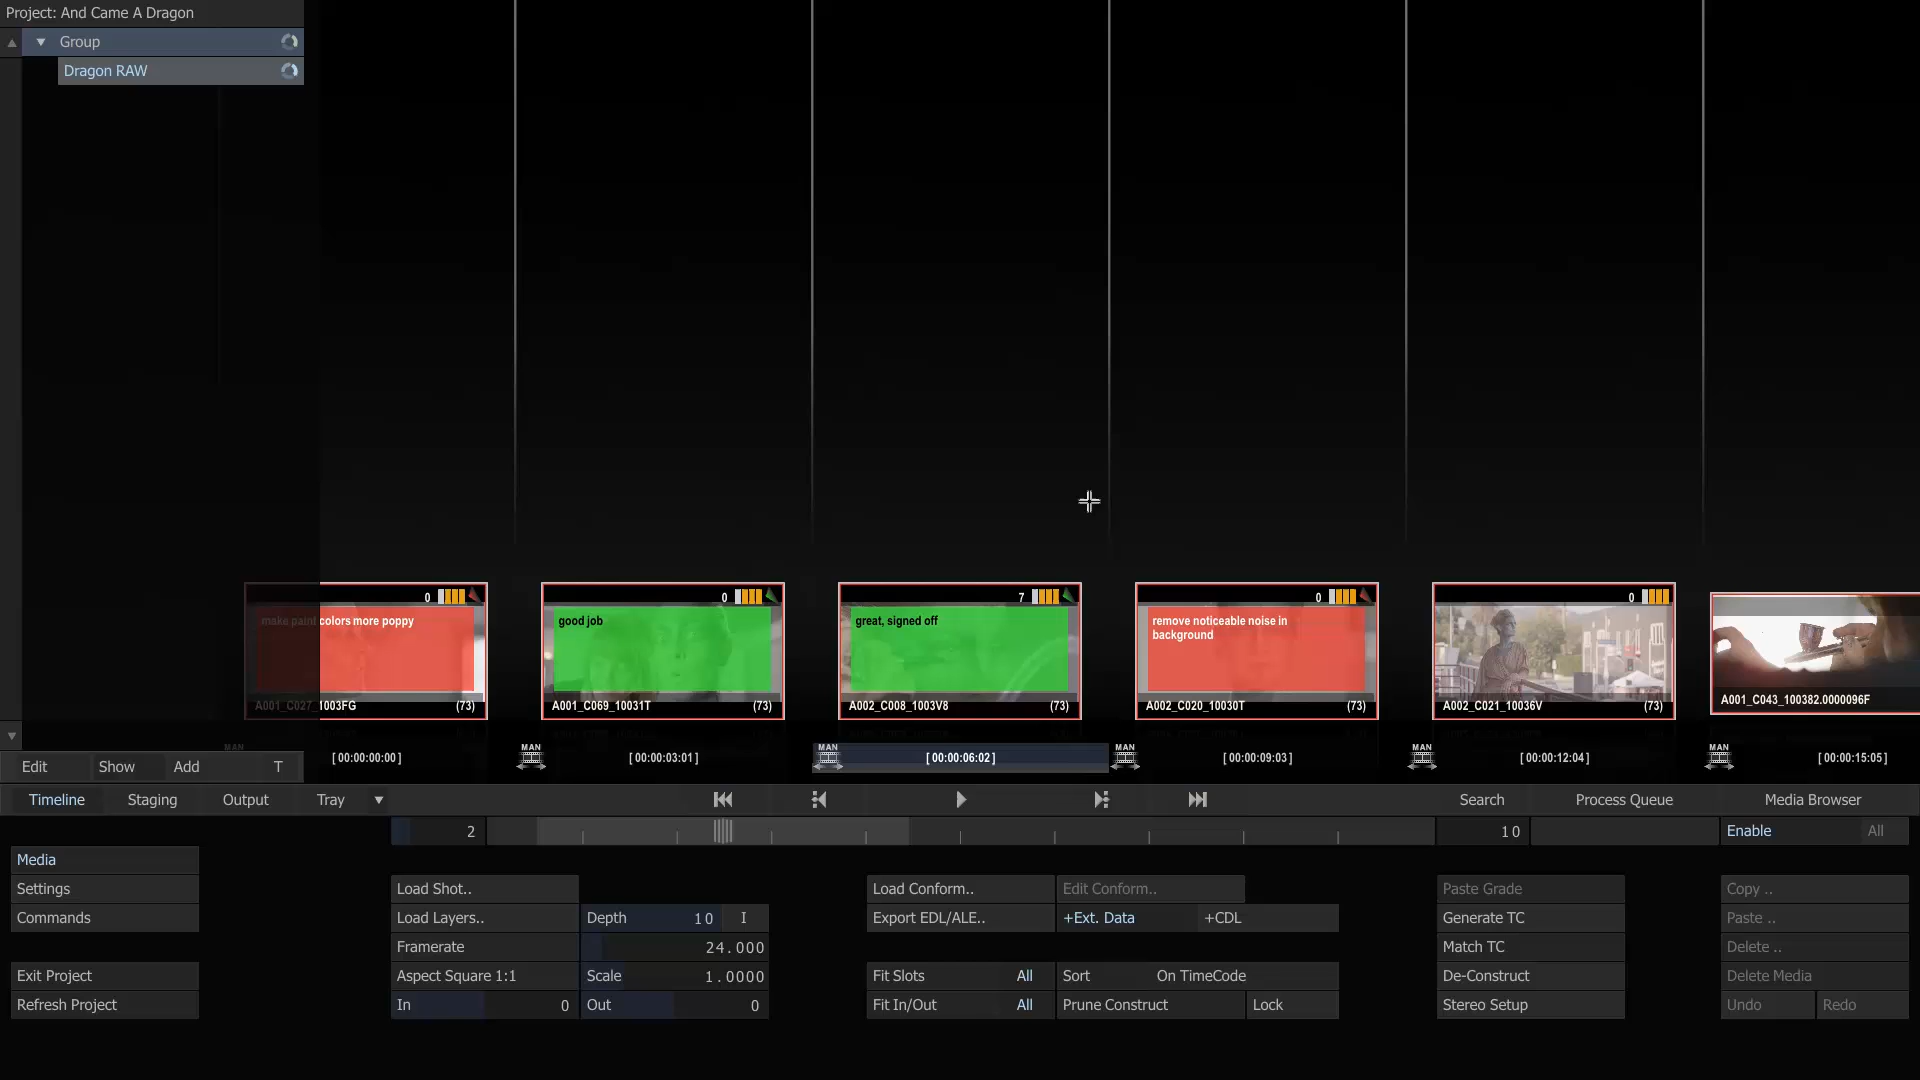 Project: And Came A Dragon
Group
Dragon RAW
0
make paint colors more poppy
A001_C027_1003FG (73)
0
good job
A001_C069_10031T (73)
7
great, signed off
A002_C008_1003V8 (73)
0
remove noticeable noise in
background
A002_C020_10030T (73)
0
A002_C021_10036V (73)
A001_C043_100382.0000096F
MAN
MAN
MAN
MAN
MAN
MAN
[ 00:00:00:00 ]
[ 00:00:03:01 ]
[ 00:00:06:02 ]
[ 00:00:09:03 ]
[ 00:00:12:04 ]
[ 00:00:15:05 ]
Edit Show Add T
Timeline Staging Output Tray Search Process Queue Media Browser
2 10 Enable All
Media
Settings
Commands
Exit Project
Refresh Project
Load Shot..
Load Layers.. Depth 10 I
Framerate 24.000
Aspect Square 1:1 Scale 1.0000
In 0 Out 0
Load Conform.. Edit Conform..
Export EDL/ALE.. +Ext. Data +CDL
Fit Slots All Sort On TimeCode
Fit In/Out All Prune Construct Lock
Paste Grade
Generate TC
Match TC
De-Construct
Stereo Setup
Copy ..
Paste ..
Delete ..
Delete Media
Undo Redo